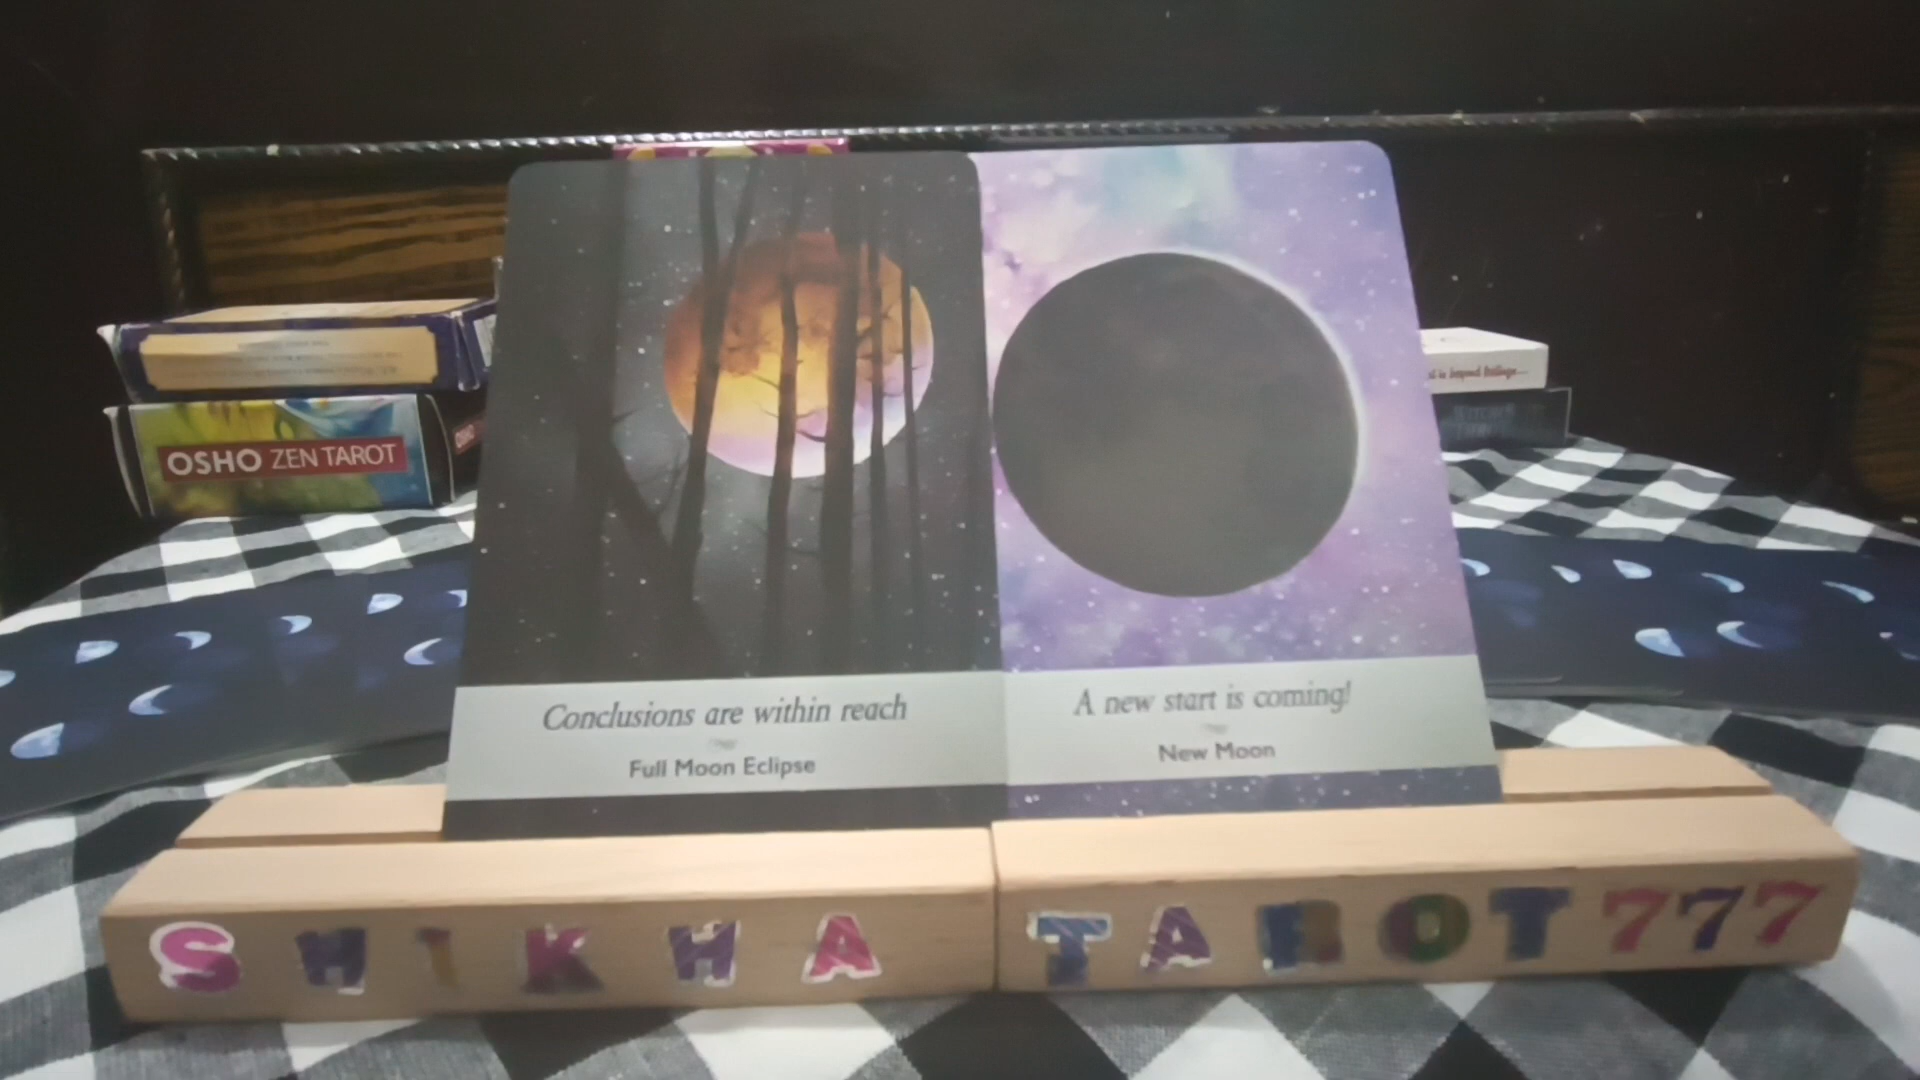 OSHO ZEN TAROT
Conclusions are within reach
Full Moon Eclipse
A new start is coming!
New Moon
SHIKHA TAROT777